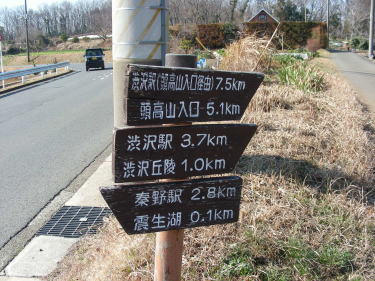 渋沢駅(頭高山入口経由)7.5km
頭高山入口 5.1km
渋沢駅 3.7km
渋沢丘陵 1.0km
秦野駅 2.8km
震生湖 0.1km